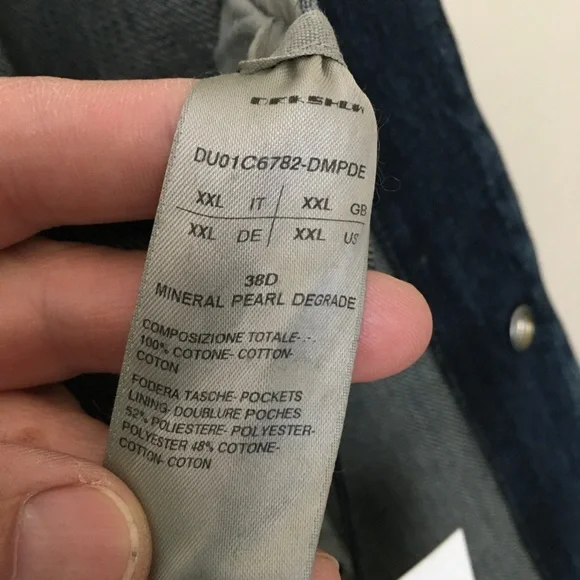 DRKSHDW
DU01C6782-DMPDE
XXL IT XXL GB
XXL DE XXL US
38D
MINERAL PEARL DEGRADE
COMPOSIZIONE TOTALE-.-.
100% COTONE- COTTON-
COTON
FODERA TASCHE- POCKETS
LINING- DOUBLURE POCHES
52% POLIESTERE- POLYESTER-
POLYESTER 48% COTONE-
COTTON- COTON